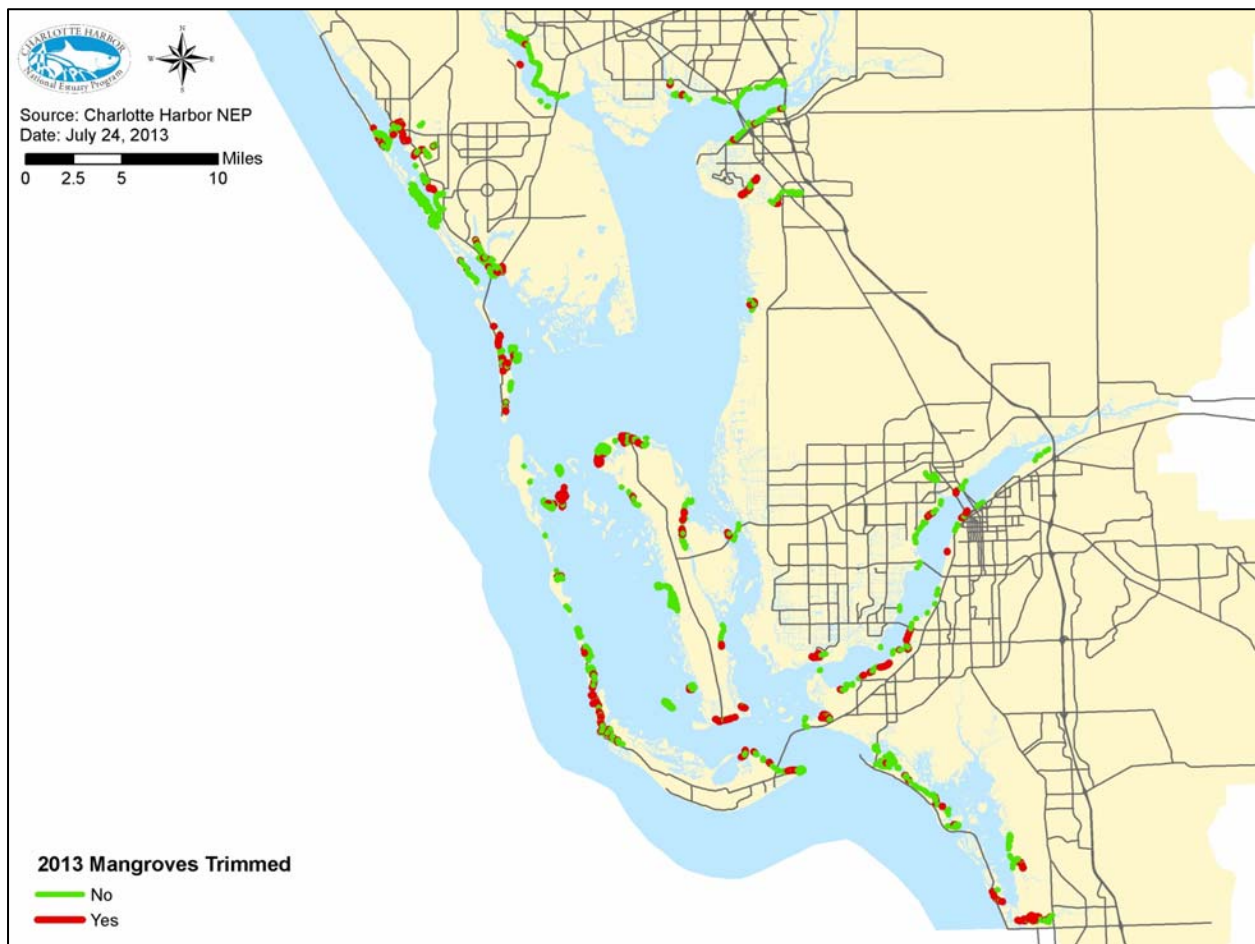 CHARLOTTE HARBOR
National Estuary Program
N
W
E
S
Source: Charlotte Harbor NEP
Date: July 24, 2013
Miles
0 2.5 5 10
2013 Mangroves Trimmed
No
Yes